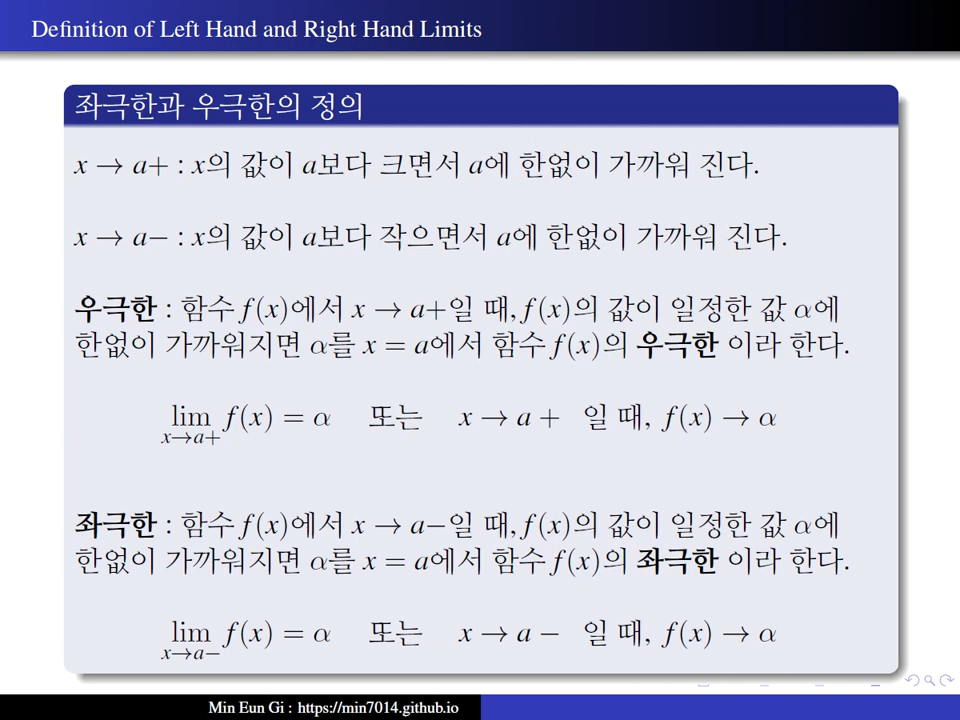 Definition of Left Hand and Right Hand Limits
좌극한과 우극한의 정의
x → a+ : x의 값이 a보다 크면서 a에 한없이 가까워 진다.
x → a− : x의 값이 a보다 작으면서 a에 한없이 가까워 진다.
우극한 : 함수 f(x)에서 x → a+일 때, f(x)의 값이 일정한 값 α에
한없이 가까워지면 α를 x = a에서 함수 f(x)의 우극한 이라 한다.
lim x→a+ f(x) = α 또는 x → a + 일 때, f(x) → α
좌극한 : 함수 f(x)에서 x → a−일 때, f(x)의 값이 일정한 값 α에
한없이 가까워지면 α를 x = a에서 함수 f(x)의 좌극한 이라 한다.
lim x→a− f(x) = α 또는 x → a − 일 때, f(x) → α
Min Eun Gi : https://min7014.github.io